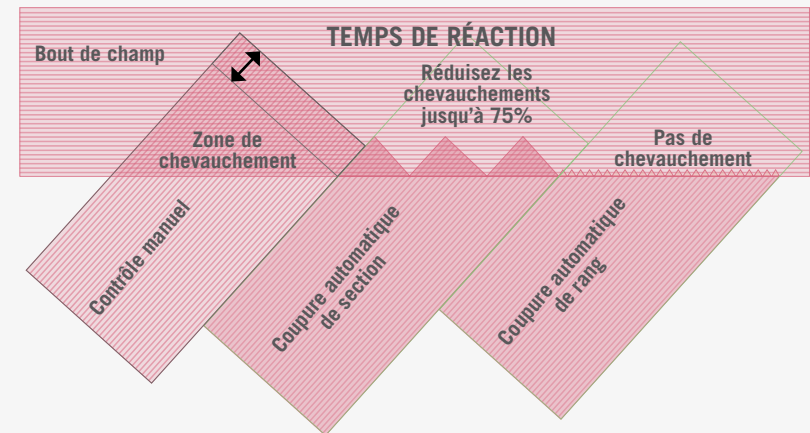 TEMPS DE RÉACTION
Bout de champ
Réduisez les
chevauchements
jusqu'à 75%
Zone de
chevauchement
Pas de
chevauchement
Contrôle manuel
Coupure automatique
de section
Coupure automatique
de rang